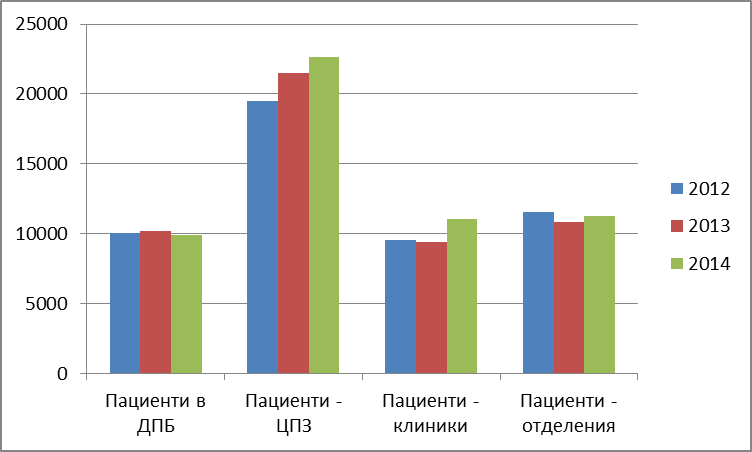 25000
20000
15000
10000
5000
0
Пациенти в
ДПБ
Пациенти -
ЦПЗ
Пациенти -
клиники
Пациенти -
отделения
2012
2013
2014